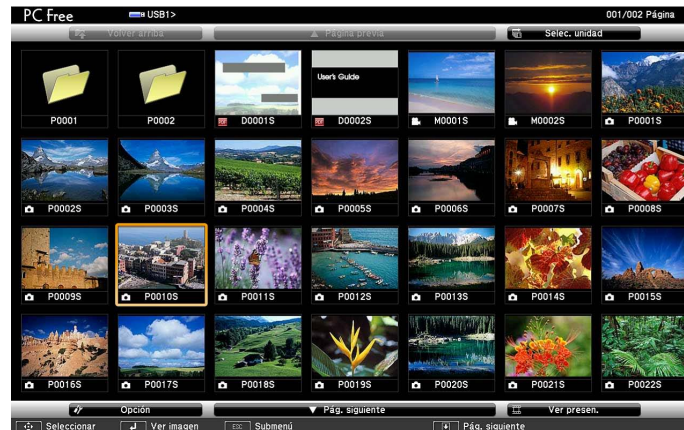 PC Free USB1> 001/002 Página
Volver arriba Página previa Selec. unidad
User's Guide
P0001 P0002 D0001S D0002S M0001S M0002S P0001S
P0002S P0003S P0004S P0005S P0006S P0007S P0008S
P0009S P0010S P0011S P0012S P0013S P0014S P0015S
P0016S P0017S P0018S P0019S P0020S P0021S P0022S
Opción Pág. siguiente Ver presen.
Seleccionar Ver imagen ESC Submenú Pág. siguiente